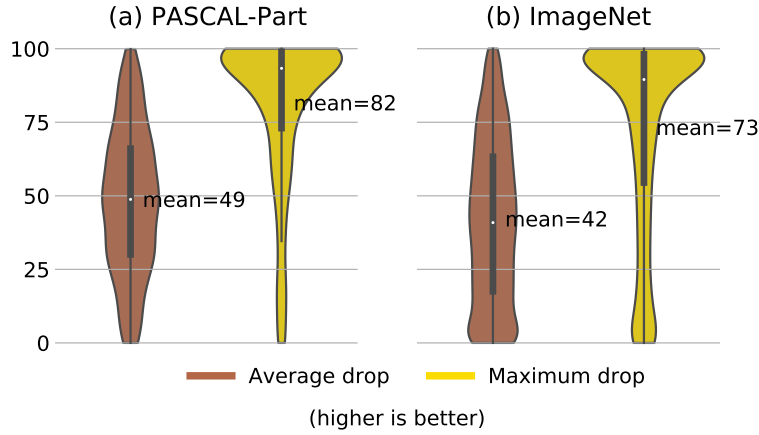 (a) PASCAL-Part
(b) ImageNet
100
75
50
25
0
mean=49
mean=82
mean=42
mean=73
Average drop
Maximum drop
(higher is better)